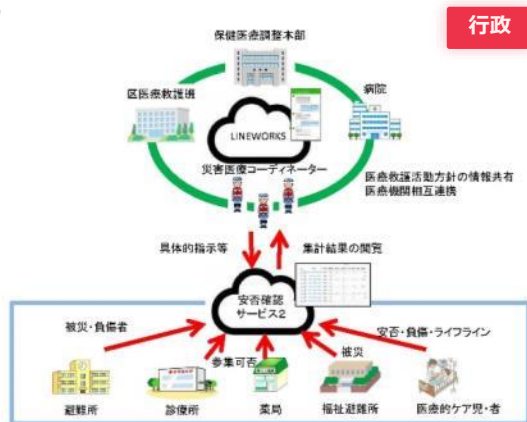 行政
保健医療調整本部
区医療救護班
病院
LINEWORKS
災害医療コーディネーター
医療救護活動方針の情報共有
医療機関相互連携
具体的指示等
集計結果の閲覧
安否確認
サービス2
被災・負傷者
安否・負傷・ライフライン
参集可否
被災
避難所
診療所
薬局
福祉避難所
医療的ケア児・者